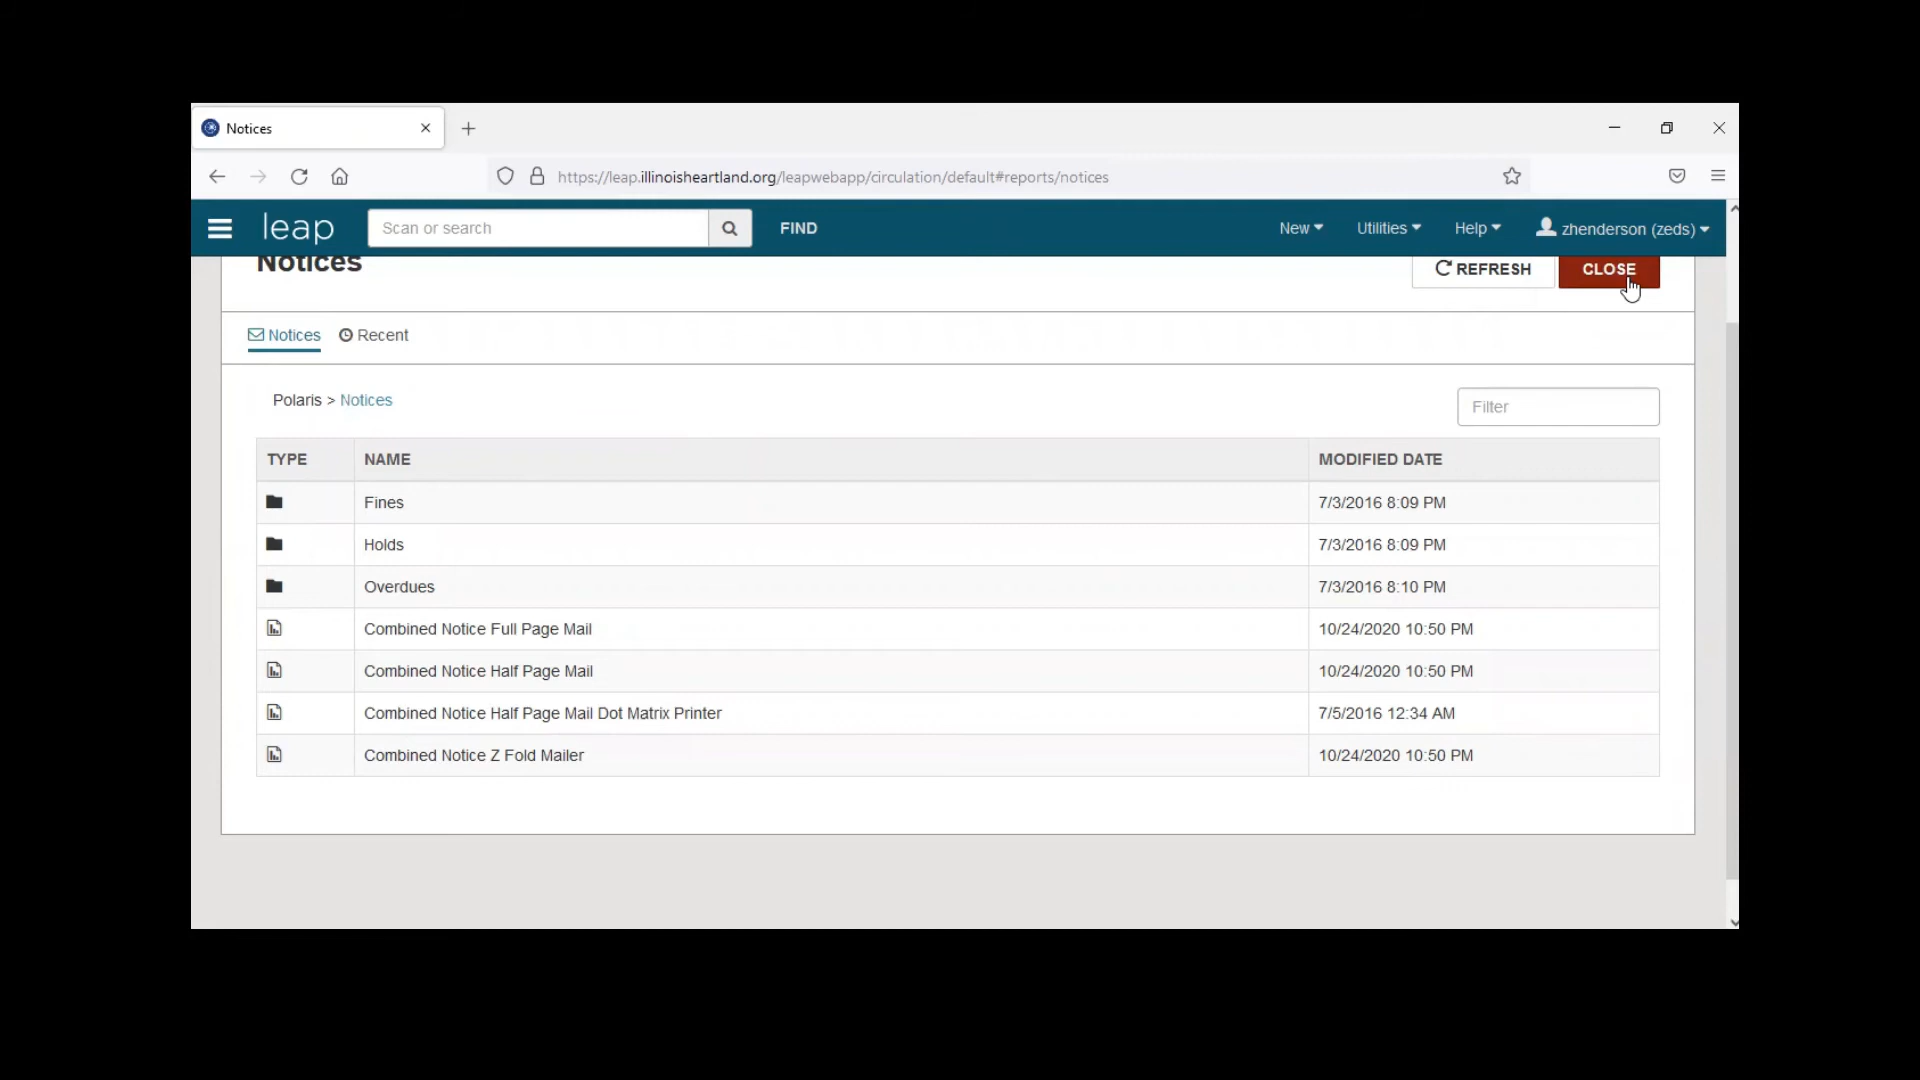 Notices
https://leap.illinoisheartland.org/leapwebapp/circulation/default#reports/notices
leap Scan or search FIND New Utilities Help zhenderson (zeds)
Notices REFRESH CLOSE
Notices Recent
Polaris > Notices Filter
TYPE NAME MODIFIED DATE
Fines 7/3/2016 8:09 PM
Holds 7/3/2016 8:09 PM
Overdues 7/3/2016 8:10 PM
Combined Notice Full Page Mail 10/24/2020 10:50 PM
Combined Notice Half Page Mail 10/24/2020 10:50 PM
Combined Notice Half Page Mail Dot Matrix Printer 7/5/2016 12:34 AM
Combined Notice Z Fold Mailer 10/24/2020 10:50 PM